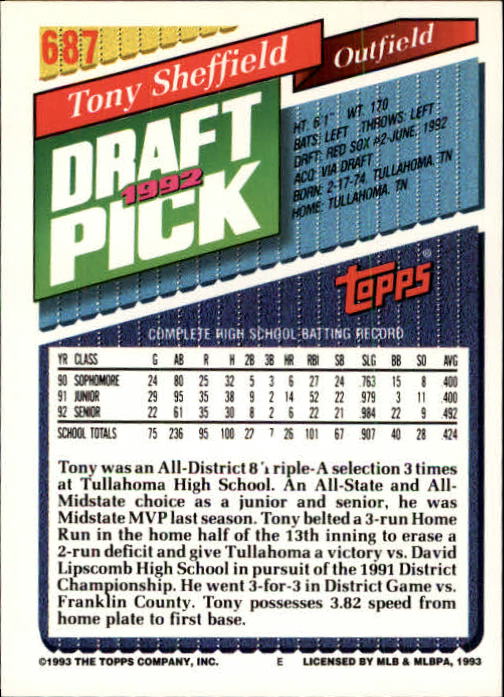 687
Tony Sheffield
Outfield
DRAFT
1992
PICK
HT: 6'1" WT: 170
BATS: LEFT THROWS: LEFT
DRFT: RED SOX #2-JUNE, 1992
ACQ: VIA DRAFT
BORN: 2-17-74, TULLAHOMA, TN
HOME: TULLAHOMA, TN
TOPPS®
COMPLETE HIGH SCHOOL BATTING RECORD
YR CLASS G AB R H 2B 3B HR RBI SB SLG BB SO AVG
90 SOPHOMORE 24 80 25 32 5 3 6 27 24 .763 15 8 .400
91 JUNIOR 29 95 35 38 9 2 14 52 22 .979 3 11 .400
92 SENIOR 22 61 35 30 8 2 6 22 21 .984 22 9 .492
SCHOOL TOTALS 75 236 95 100 27 7 26 101 67 .907 40 28 .424
Tony was an All-District 8 riple-A selection 3 times
at Tullahoma High School. An All-State and All-
Midstate choice as a junior and senior, he was
Midstate MVP last season. Tony belted a 3-run Home
Run in the home half of the 13th inning to erase a
2-run deficit and give Tullahoma a victory vs. David
Lipscomb High School in pursuit of the 1991 District
Championship. He went 3-for-3 in District Game vs.
Franklin County. Tony possesses 3.82 speed from
home plate to first base.
©1993 THE TOPPS COMPANY, INC. E LICENSED BY MLB & MLBPA, 1993